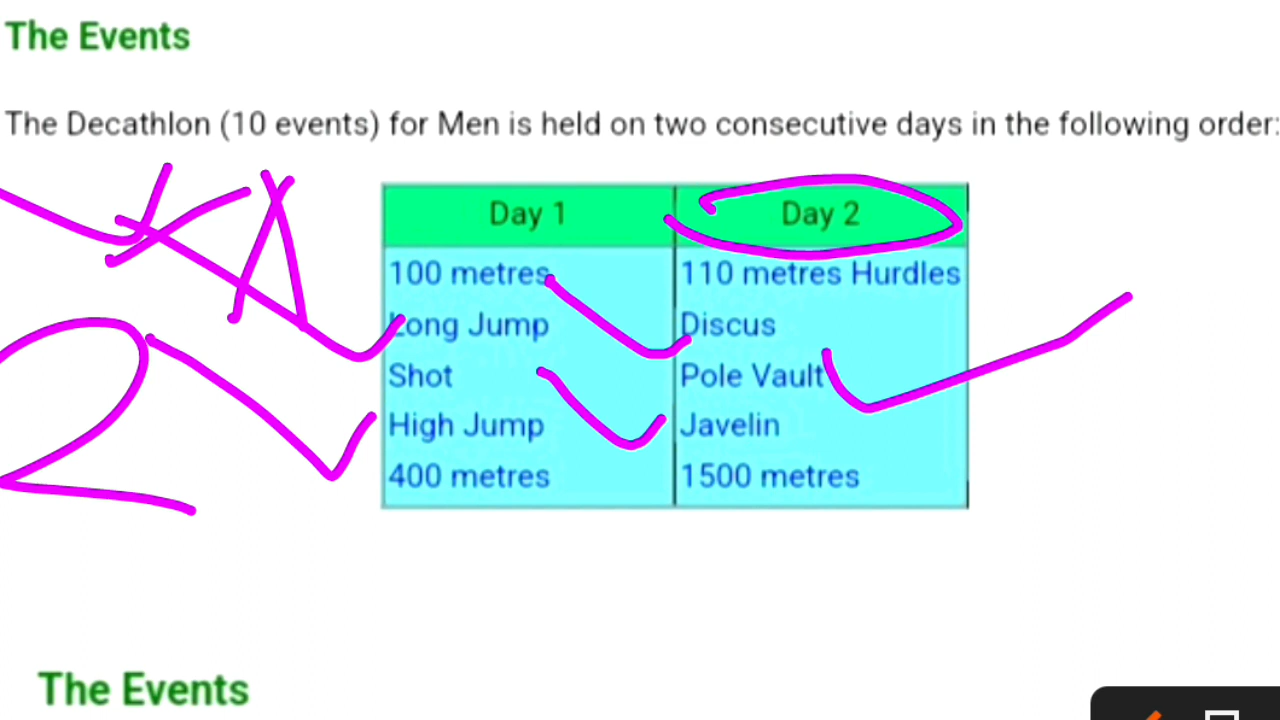 The Events
The Decathlon (10 events) for Men is held on two consecutive days in the following order:
Day 1 Day 2
100 metres 110 metres Hurdles
Long Jump Discus
Shot Pole Vault
High Jump Javelin
400 metres 1500 metres
2
The Events